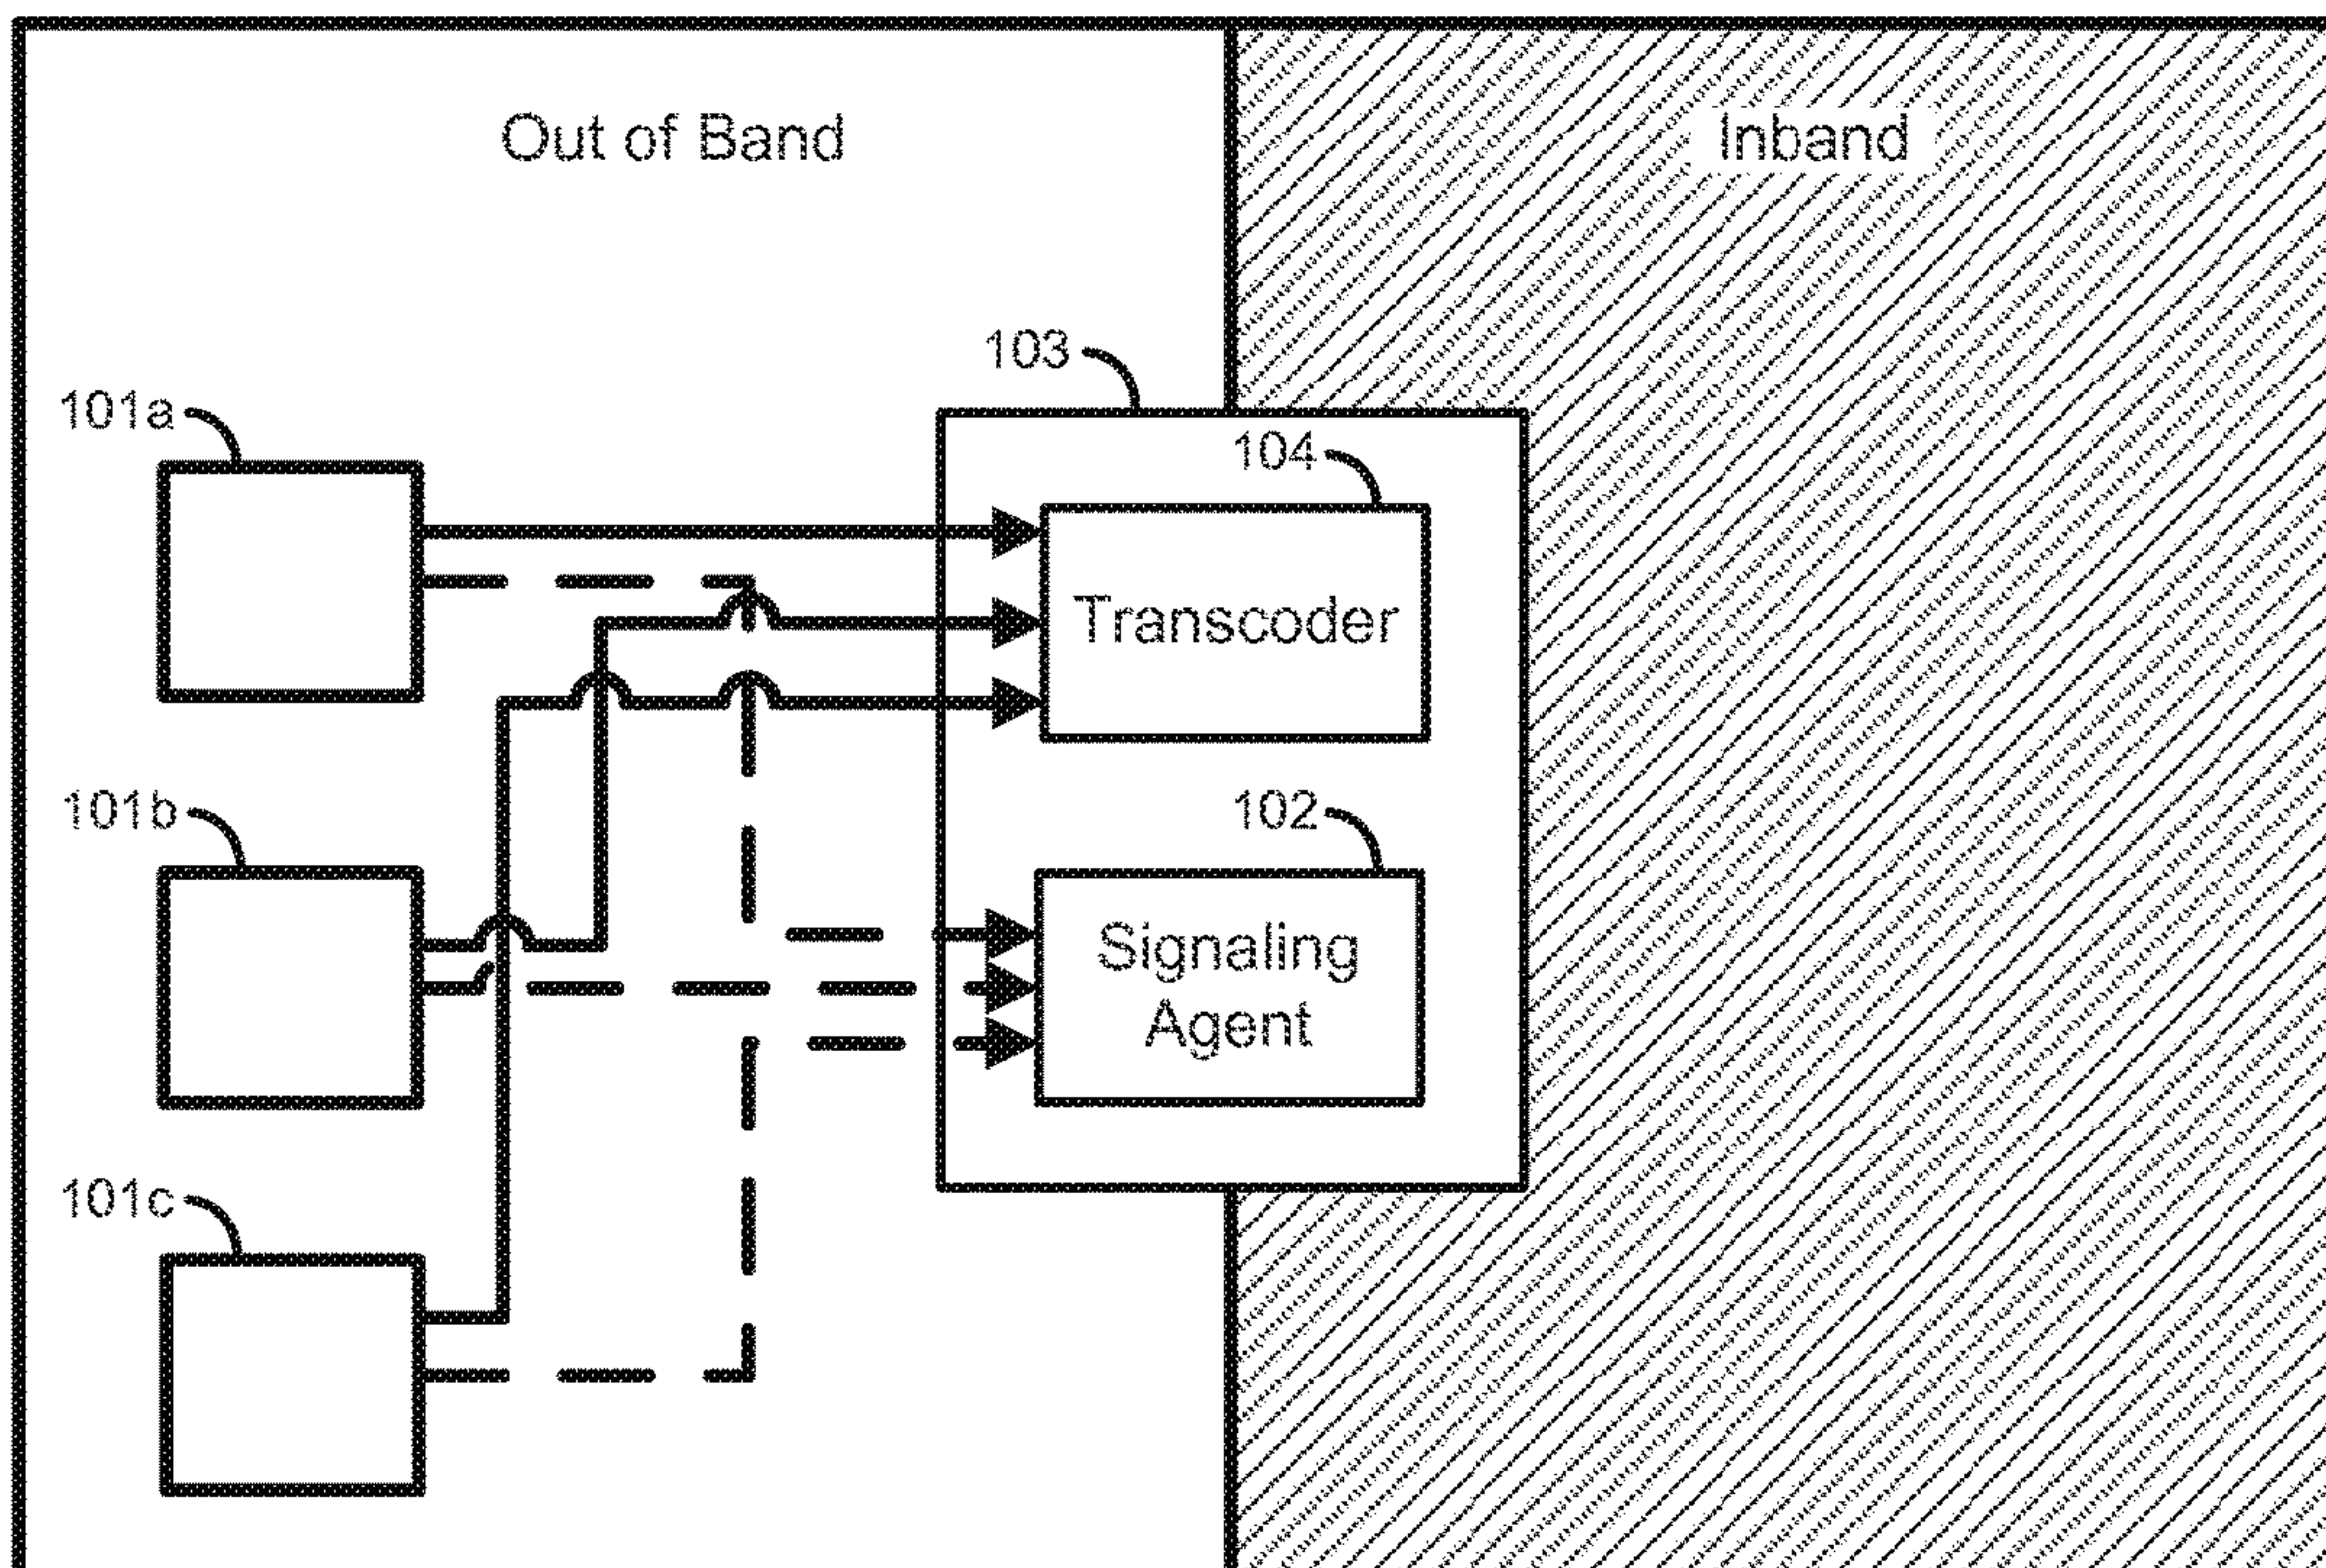 Out of Band
Inband
103
101a
104
Transcoder
101b
102
Signaling
Agent
101c